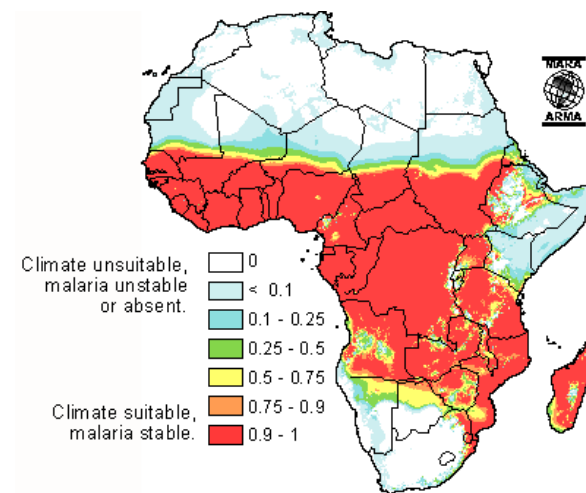 MARA
ARMA
Climate unsuitable,
malaria unstable
or absent.
0
< 0.1
0.1 - 0.25
0.25 - 0.5
0.5 - 0.75
0.75 - 0.9
Climate suitable,
malaria stable.
0.9 - 1